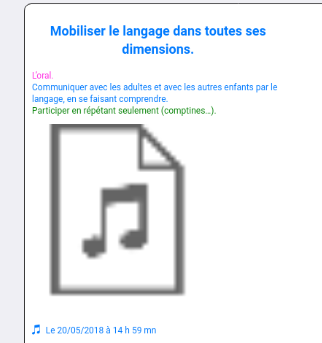 Mobiliser le langage dans toutes ses
dimensions.
L'oral.
Communiquer avec les adultes et avec les autres enfants par le
langage, en se faisant comprendre.
Participer en répétant seulement (comptines...).
Le 20/05/2018 à 14 h 59 mn